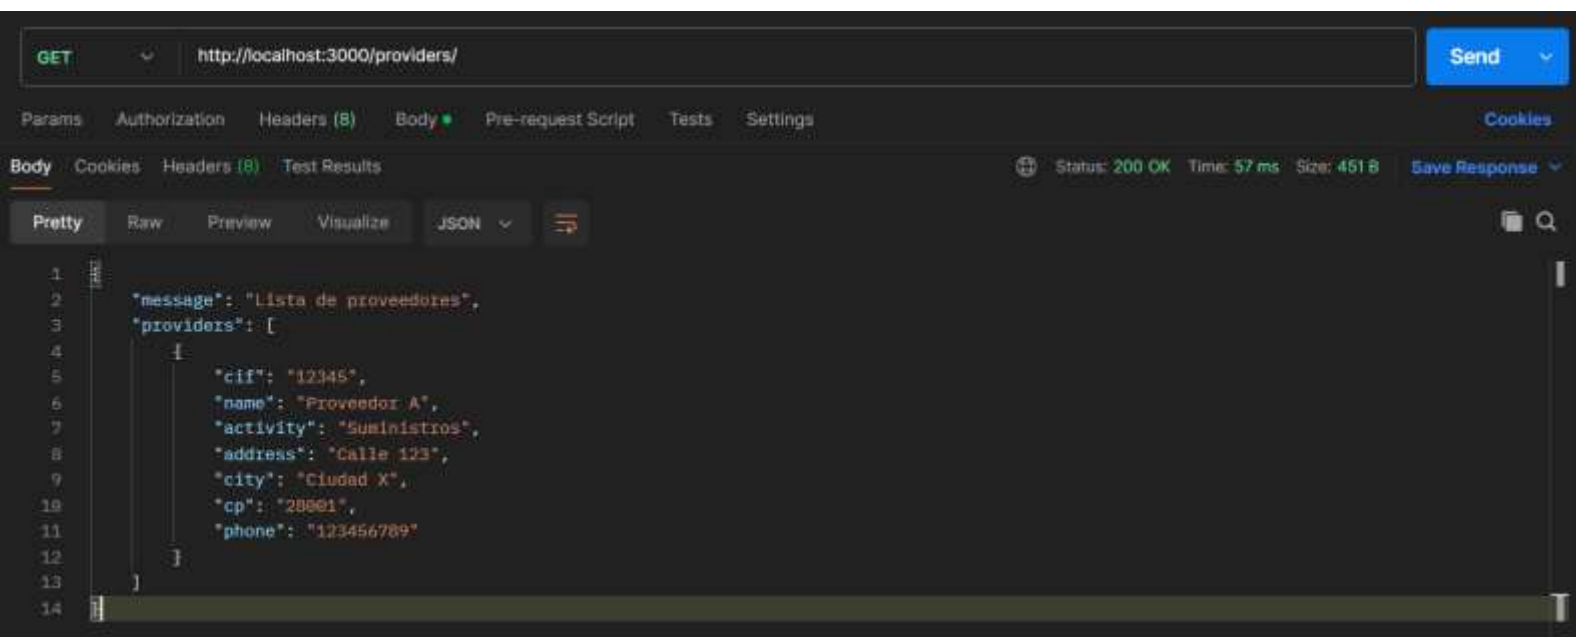 GET http://localhost:3000/providers/ Send
Params Authorization Headers (8) Body Pre-request Script Tests Settings Cookies
Body Cookies Headers (8) Test Results Status: 200 OK Time: 57 ms Size: 451 B Save Response
Pretty Raw Preview Visualize JSON
1 {
2 "message": "Lista de proveedores",
3 "providers": [
4 {
5 "cif": "12345",
6 "name": "Proveedor A",
7 "activity": "Suministros",
8 "address": "Calle 123",
9 "city": "Ciudad X",
10 "cp": "28001",
11 "phone": "123456789"
12 }
13 ]
14 }